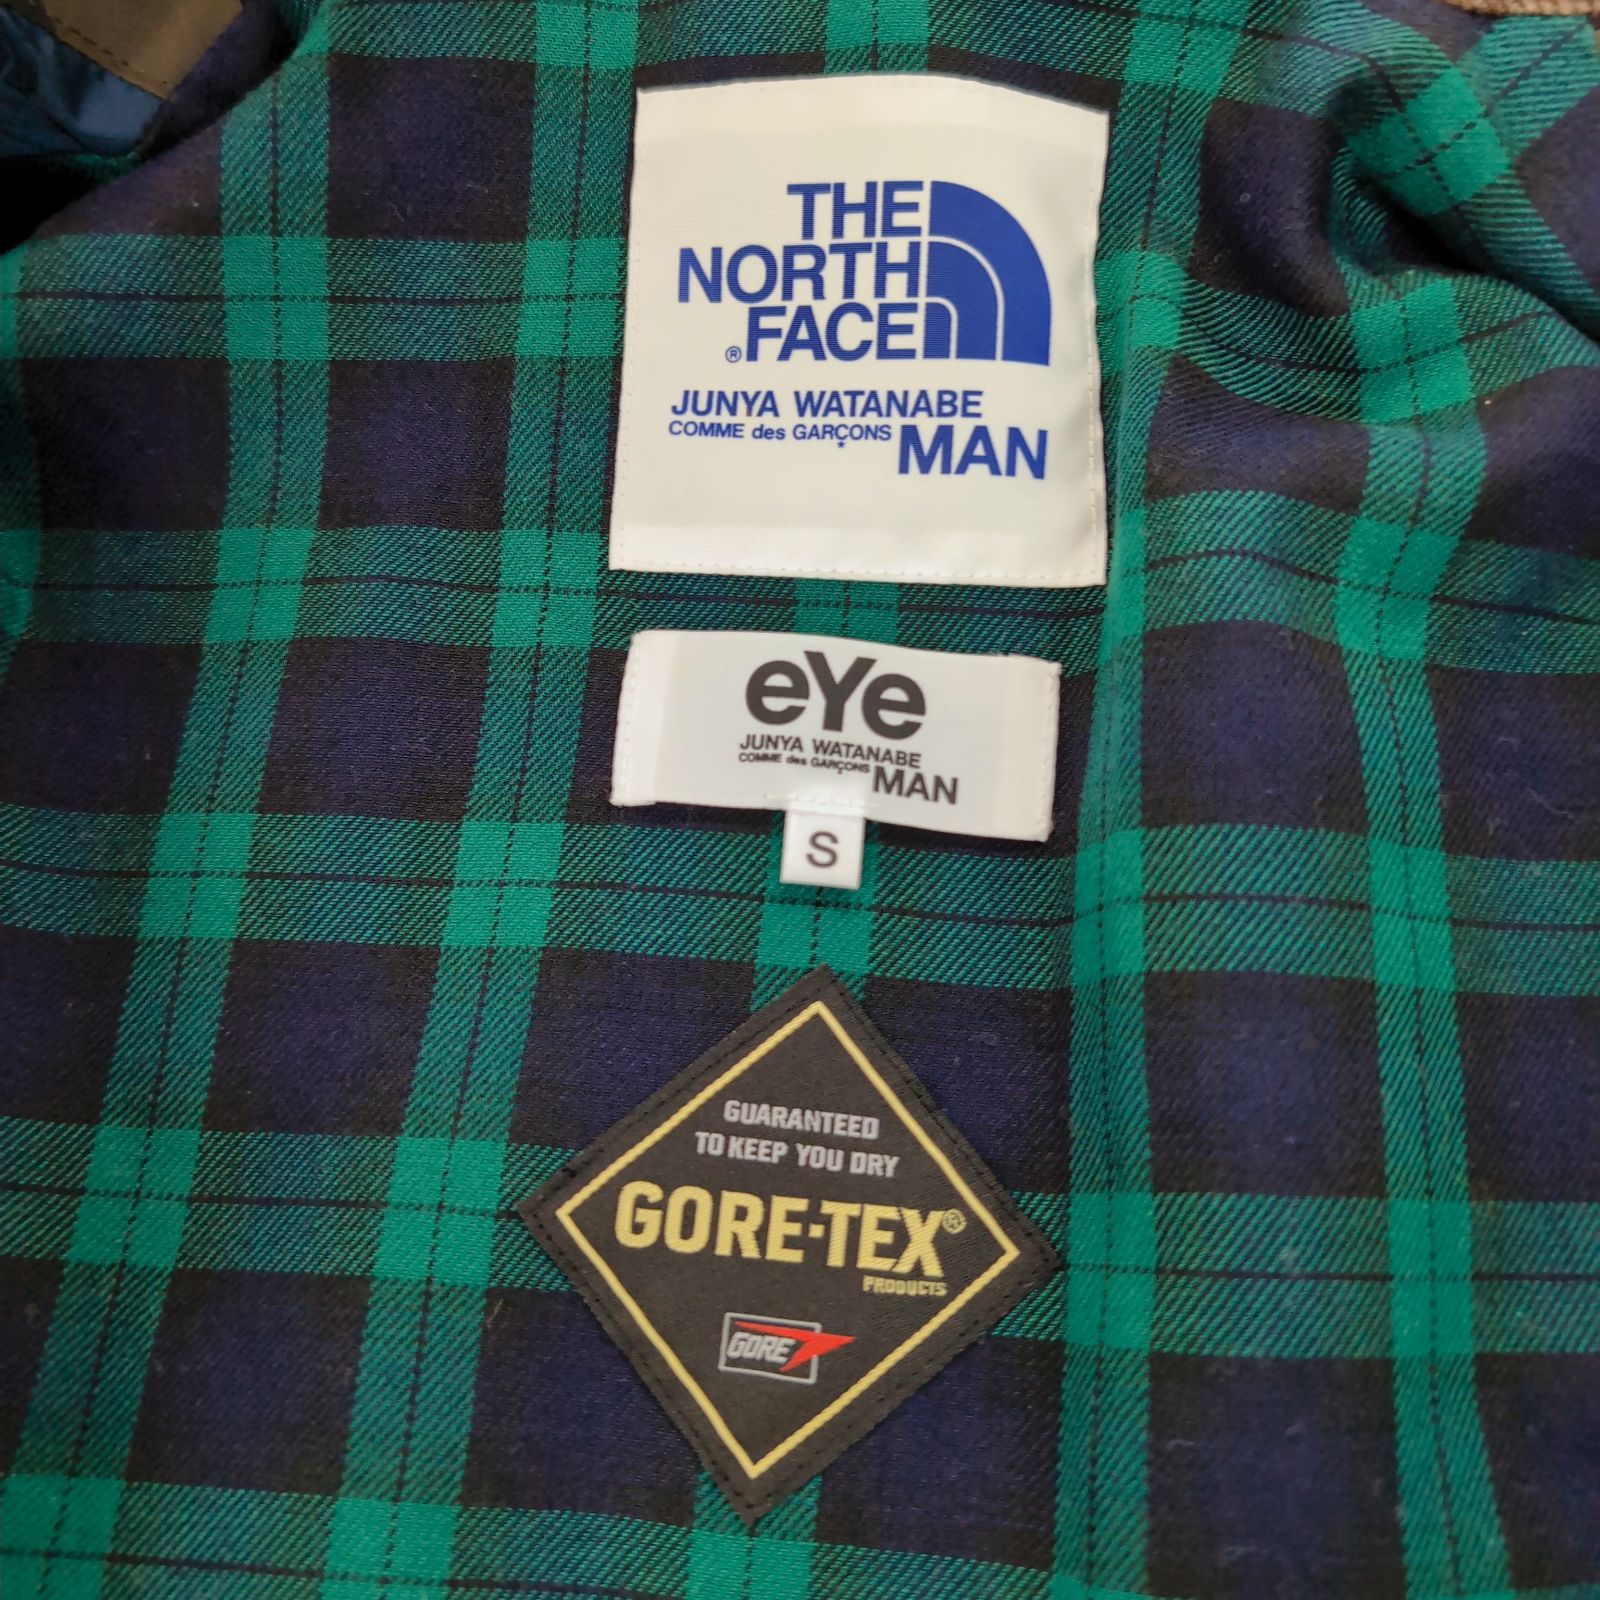 THE
NORTH
®FACE
JUNYA WATANABE
COMME des GARÇONS MAN
eYe
JUNYA WATANABE
COMME des GARÇONS MAN
S
GUARANTEED
TO KEEP YOU DRY
GORE-TEX®
PRODUCTS
GORE